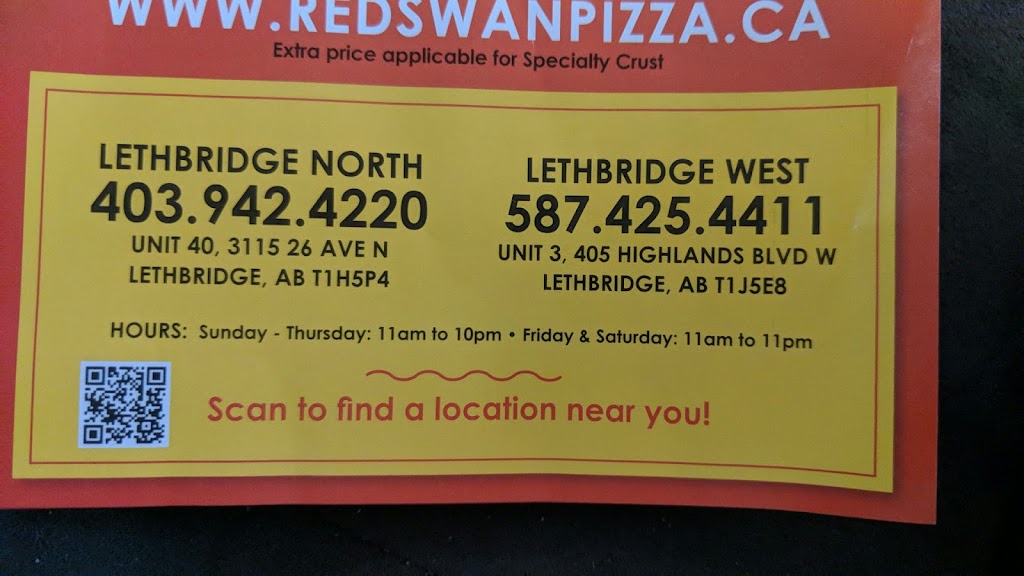 WWW.REDSWANPIZZA.CA
Extra price applicable for Specialty Crust
LETHBRIDGE NORTH
403.942.4220
UNIT 40, 3115 26 AVE N
LETHBRIDGE, AB T1H5P4
LETHBRIDGE WEST
587.425.4411
UNIT 3, 405 HIGHLANDS BLVD W
LETHBRIDGE, AB T1J5E8
HOURS: Sunday - Thursday: 11am to 10pm • Friday & Saturday: 11am to 11pm
Scan to find a location near you!